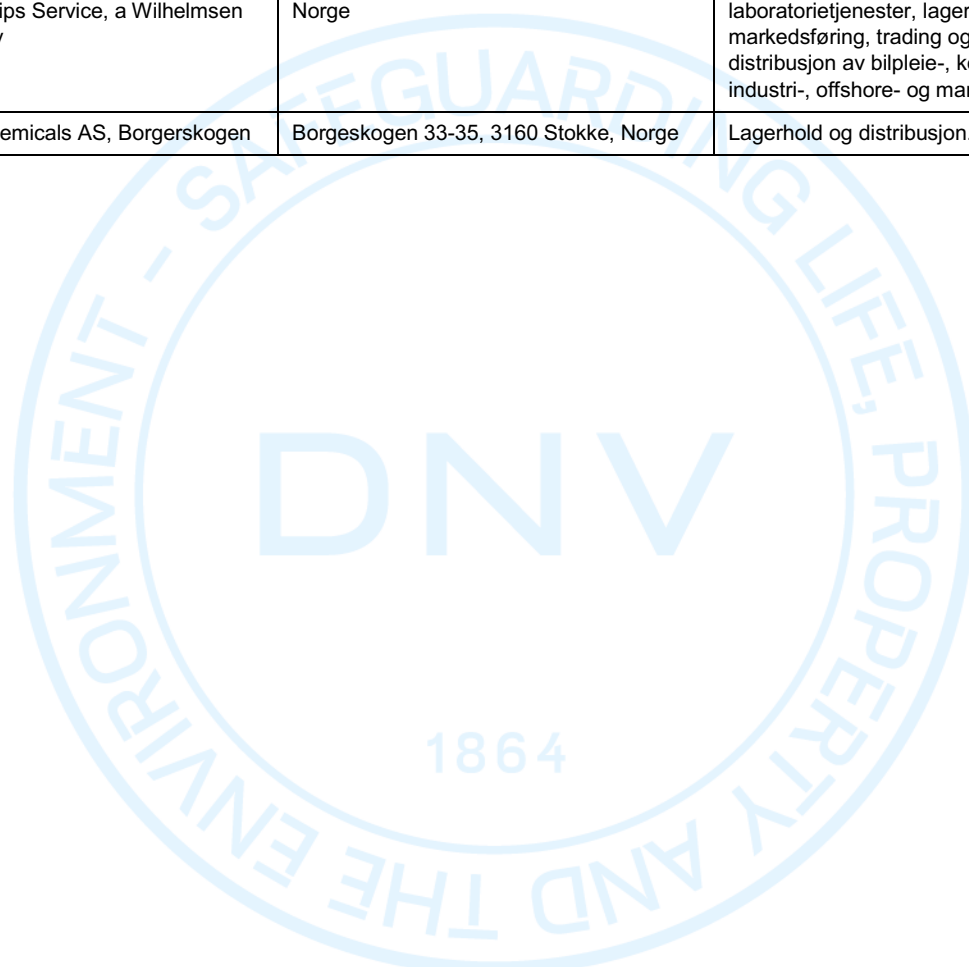 ips Service, a Wilhelmsen
Norge
laboratorietjenester, lager
markedsføring, trading og
distribusjon av bilpleie-,
industri-, offshore- og
emicals AS, Borgerskogen
Borgeskogen 33-35, 3160 Stokke, Norge
Lagerhold og distribusjon.
SAFEGUARDING LIFE, PROPERTY AND THE ENVIRONMENT -
DNV
1864